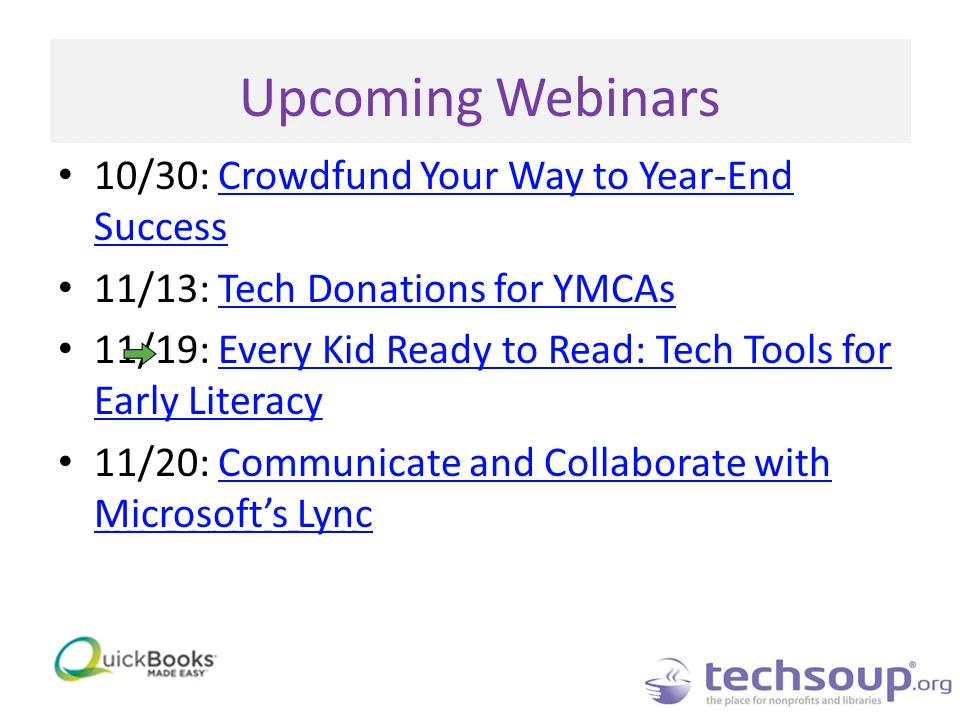 Upcoming Webinars
• 10/30: Crowdfund Your Way to Year-End
Success
• 11/13: Tech Donations for YMCAs
• 11/19: Every Kid Ready to Read: Tech Tools for
Early Literacy
• 11/20: Communicate and Collaborate with
Microsoft’s Lync
QuickBooks
MADE EASY™
techsoup®.org
the place for nonprofits and libraries